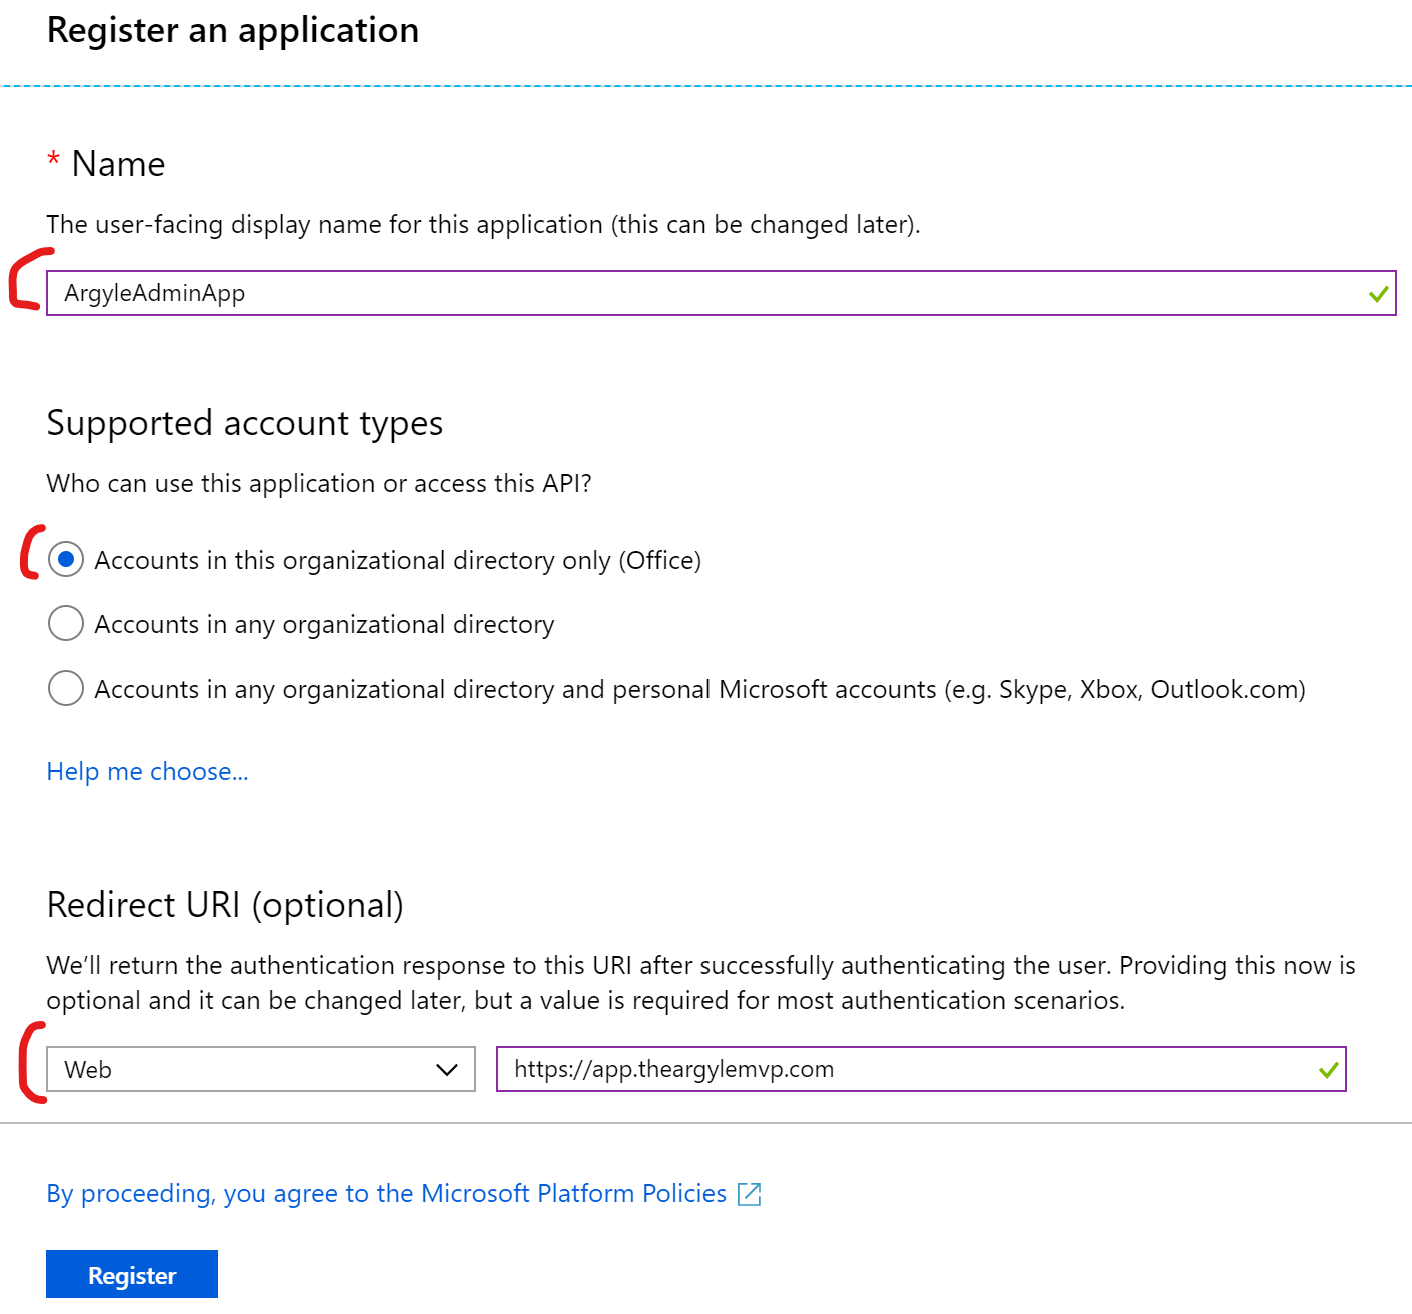 Register an application
* Name
The user-facing display name for this application (this can be changed later).
ArgyleAdminApp
Supported account types
Who can use this application or access this API?
Accounts in this organizational directory only (Office)
Accounts in any organizational directory
Accounts in any organizational directory and personal Microsoft accounts (e.g. Skype, Xbox, Outlook.com)
Help me choose...
Redirect URI (optional)
We’ll return the authentication response to this URI after successfully authenticating the user. Providing this now is
optional and it can be changed later, but a value is required for most authentication scenarios.
Web https://app.theargylemvp.com
By proceeding, you agree to the Microsoft Platform Policies
Register